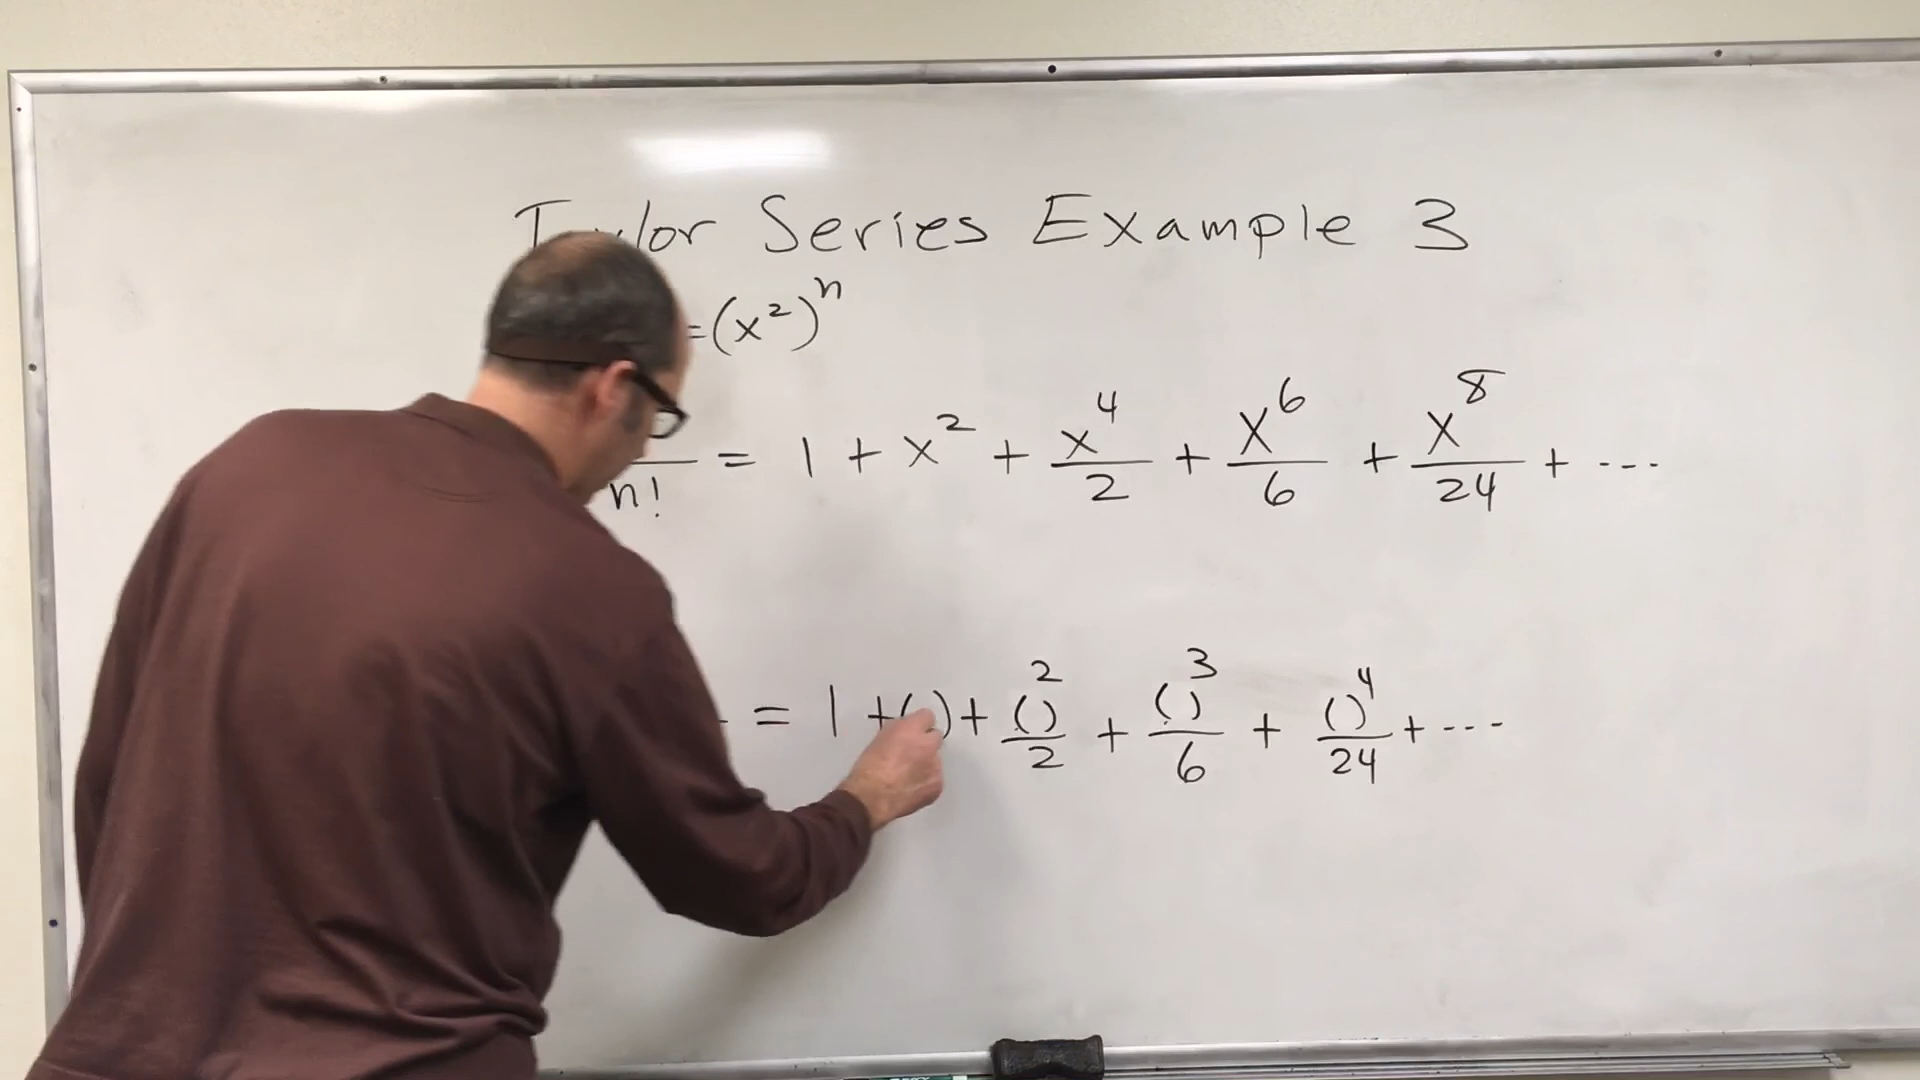 Taylor Series Example 3
=(x²)ⁿ
n! = 1 + x² + x⁴/2 + x⁶/6 + x⁸/24 + ---
= 1 + ( ) + ( )²/2 + ( )³/6 + ( )⁴/24 + ---